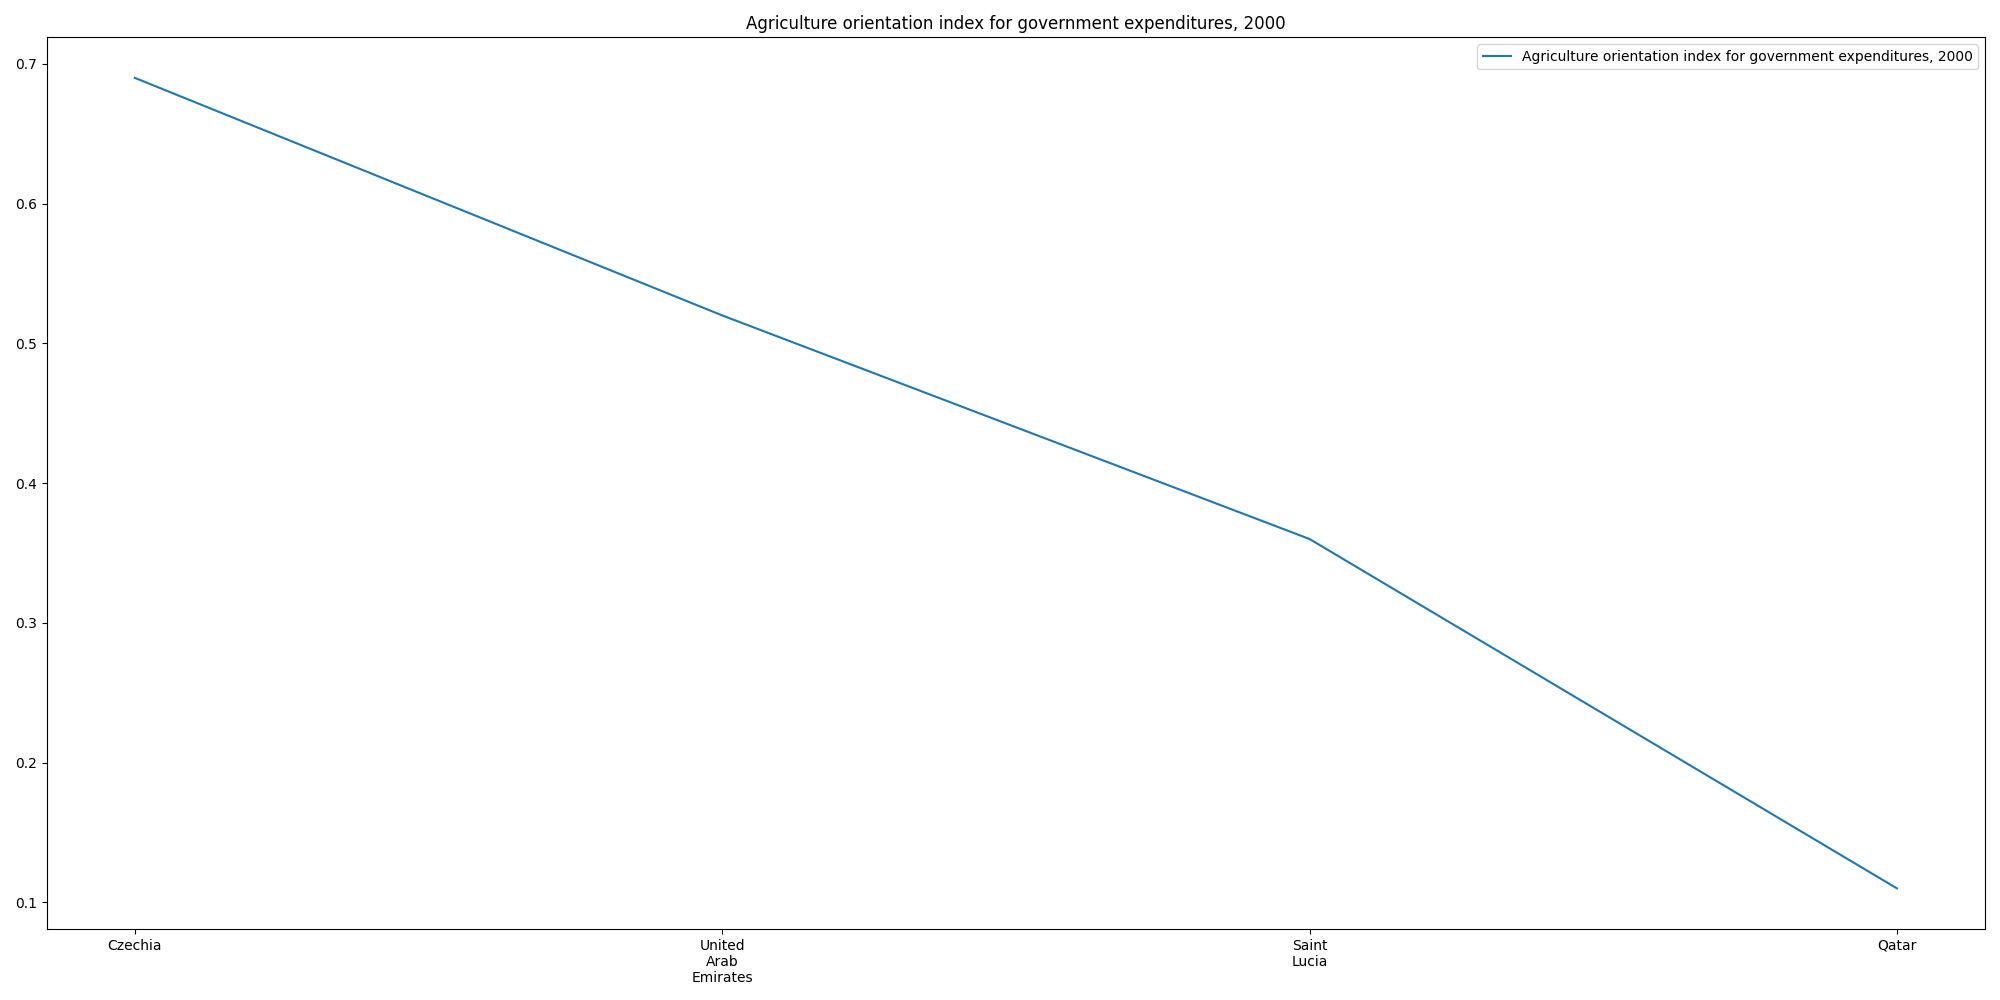 Agriculture orientation index for government expenditures, 2000
Agriculture orientation index for government expenditures, 2000
0.7
0.6
0.5
0.4
0.3
0.2
0.1
Czechia
United
Arab
Emirates
Saint
Lucia
Qatar